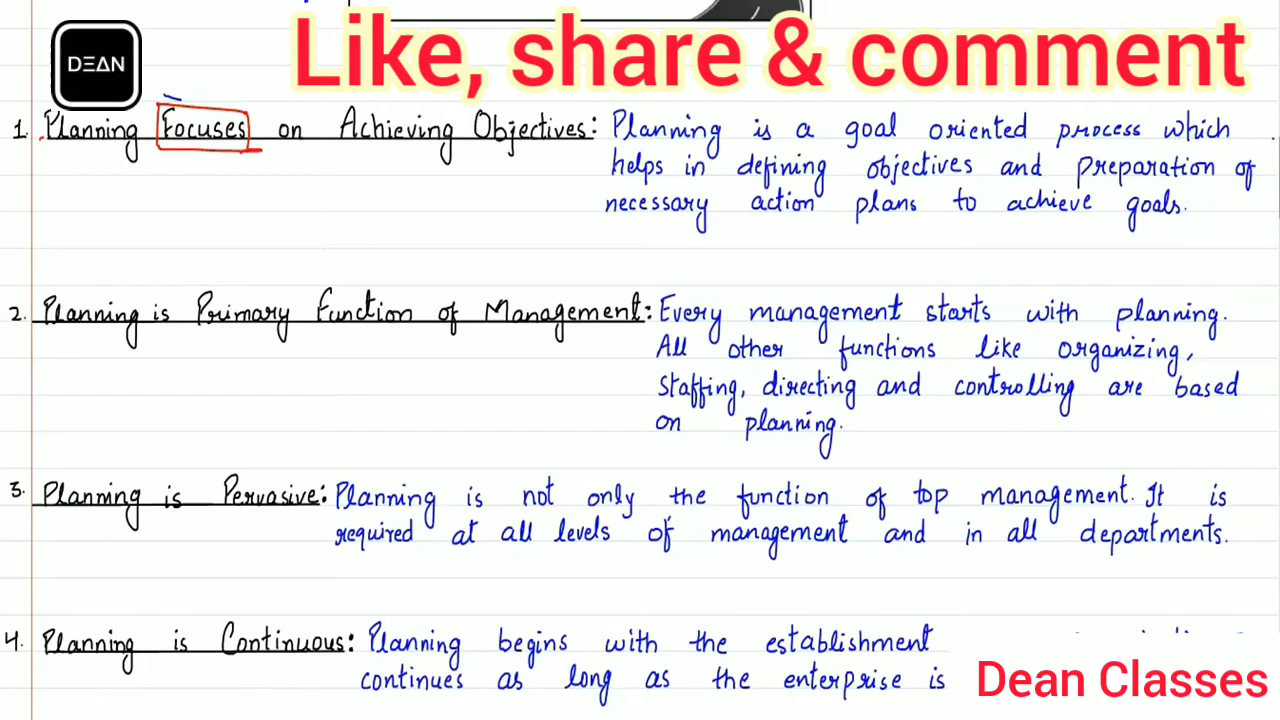 Like, share & comment
DΞΔN
1. Planning Focuses on Achieving Objectives: Planning is a goal oriented process which
helps in defining objectives and preparation of
necessary action plans to achieve goals.
2. Planning is Primary Function of Management: Every management starts with planning.
All other functions like organizing,
staffing, directing and controlling are based
on planning.
3. Planning is Pervasive: Planning is not only the function of top management. It is
required at all levels of management and in all departments.
4. Planning is Continuous: Planning begins with the establishment
continues as long as the enterprise is
Dean Classes